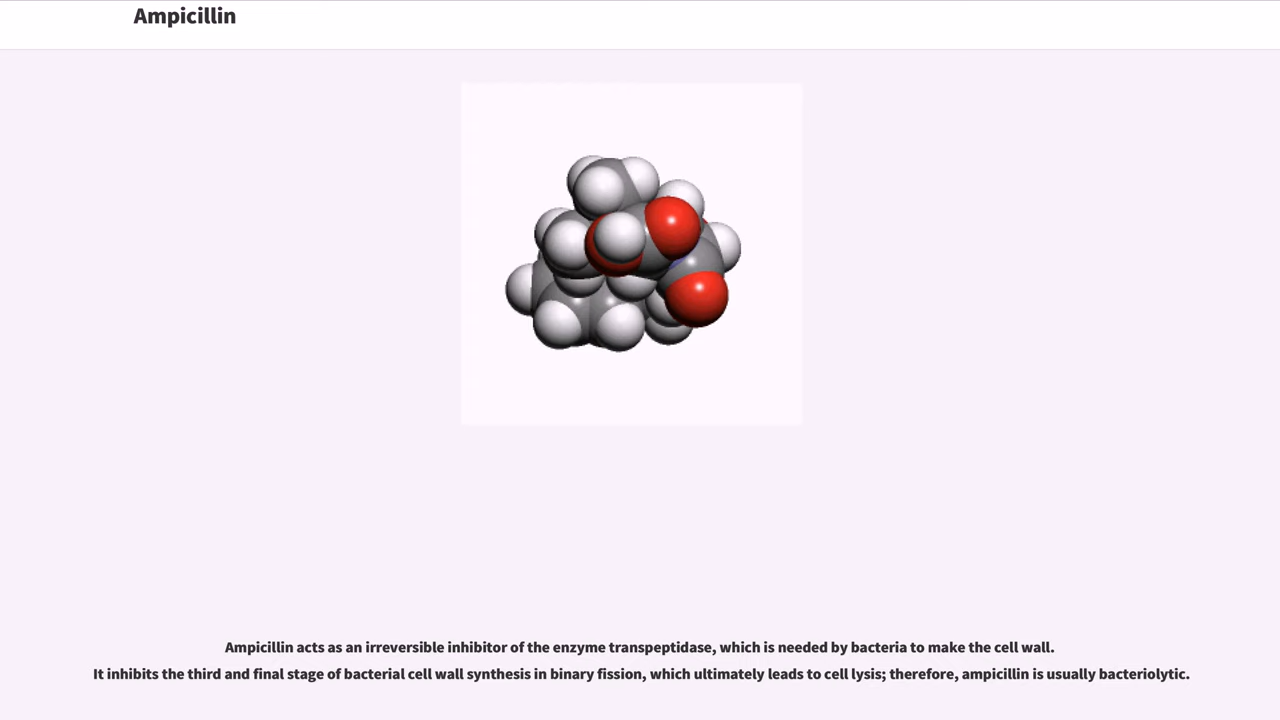 Ampicillin
Ampicillin acts as an irreversible inhibitor of the enzyme transpeptidase, which is needed by bacteria to make the cell wall.
It inhibits the third and final stage of bacterial cell wall synthesis in binary fission, which ultimately leads to cell lysis; therefore, ampicillin is usually bacteriolytic.